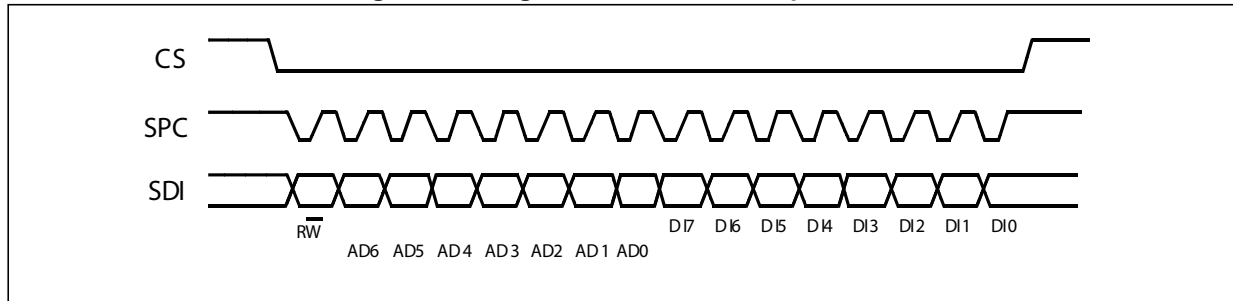 CS
SPC
SDI
RW
DI7 DI6 DI5 DI4 DI3 DI2 DI1 DI0
AD6 AD5 AD4 AD3 AD2 AD1 AD0